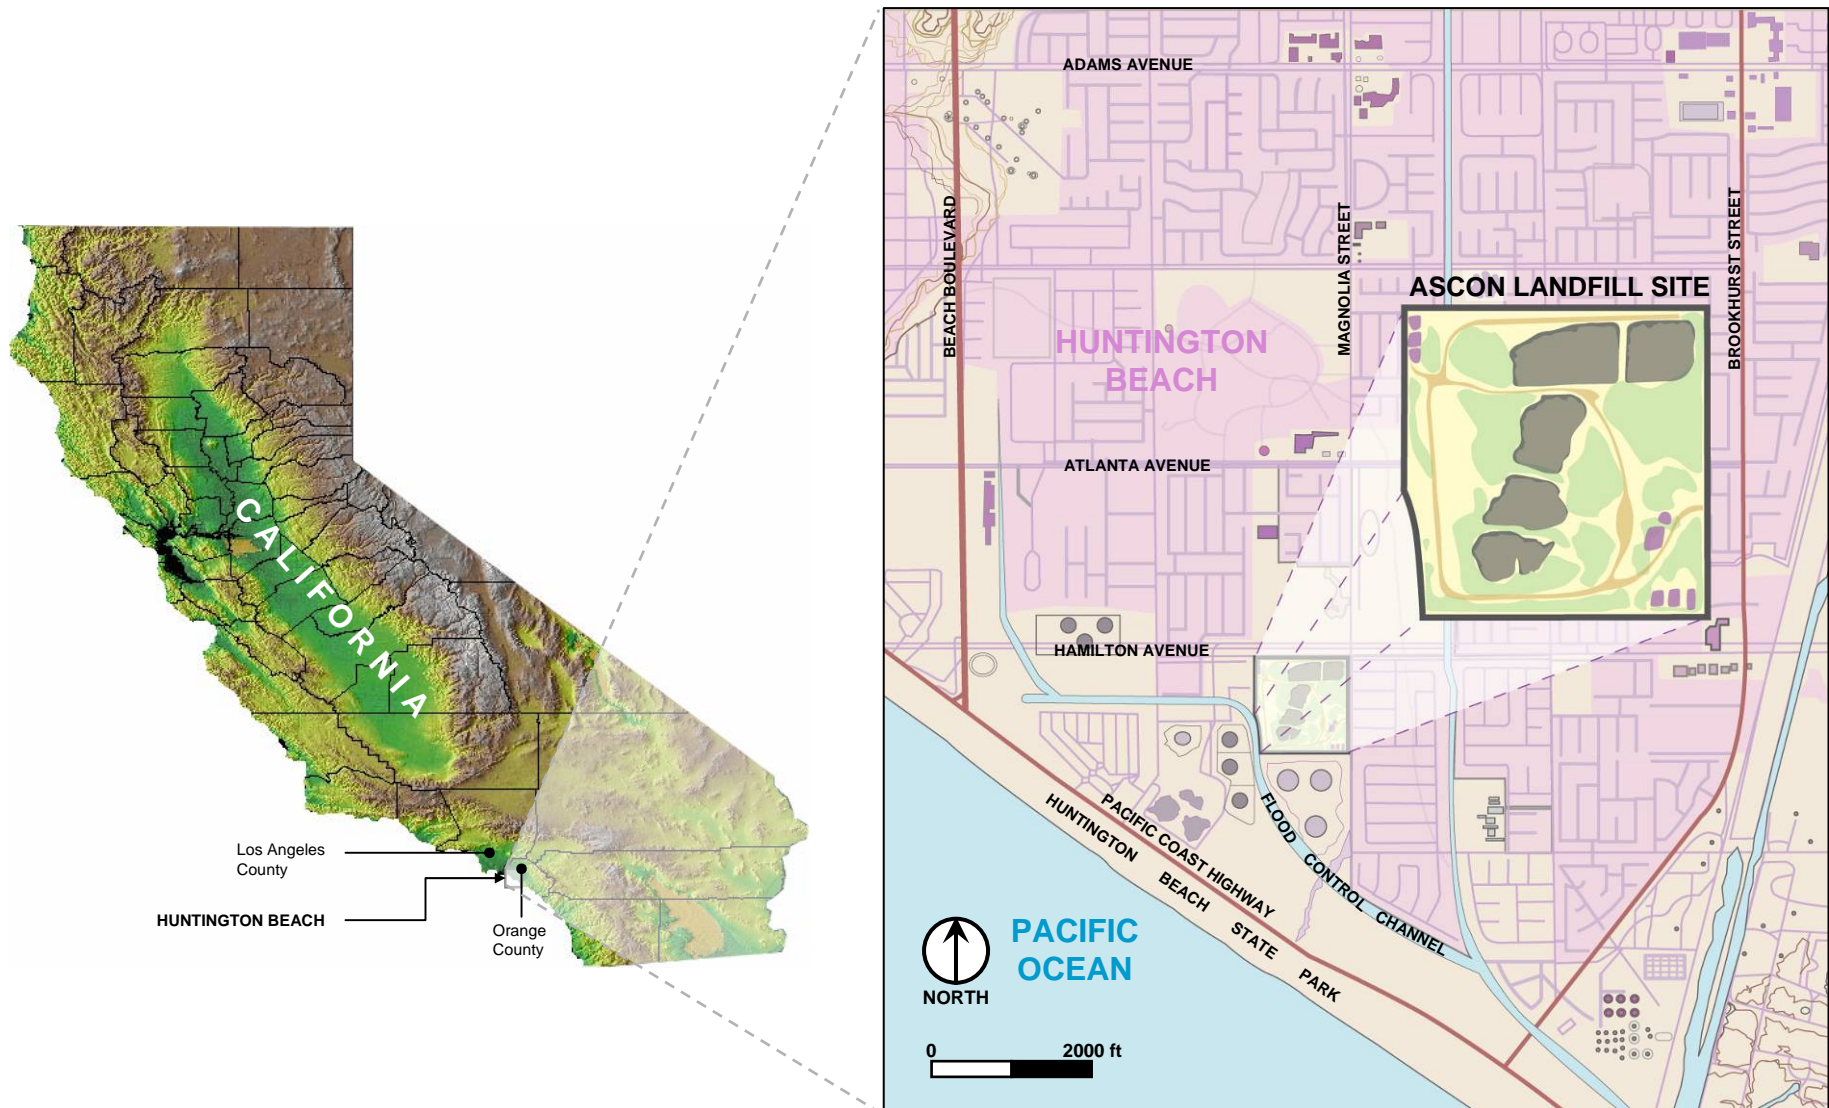 CALIFORNIA
Los Angeles
County
HUNTINGTON BEACH
Orange
County
ADAMS AVENUE
BEACH BOULEVARD
MAGNOLIA STREET
BROOKHURST STREET
ASCON LANDFILL SITE
HUNTINGTON
BEACH
ATLANTA AVENUE
HAMILTON AVENUE
PACIFIC COAST HIGHWAY
HUNTINGTON BEACH STATE PARK
FLOOD CONTROL CHANNEL
PACIFIC
OCEAN
NORTH
0 2000 ft